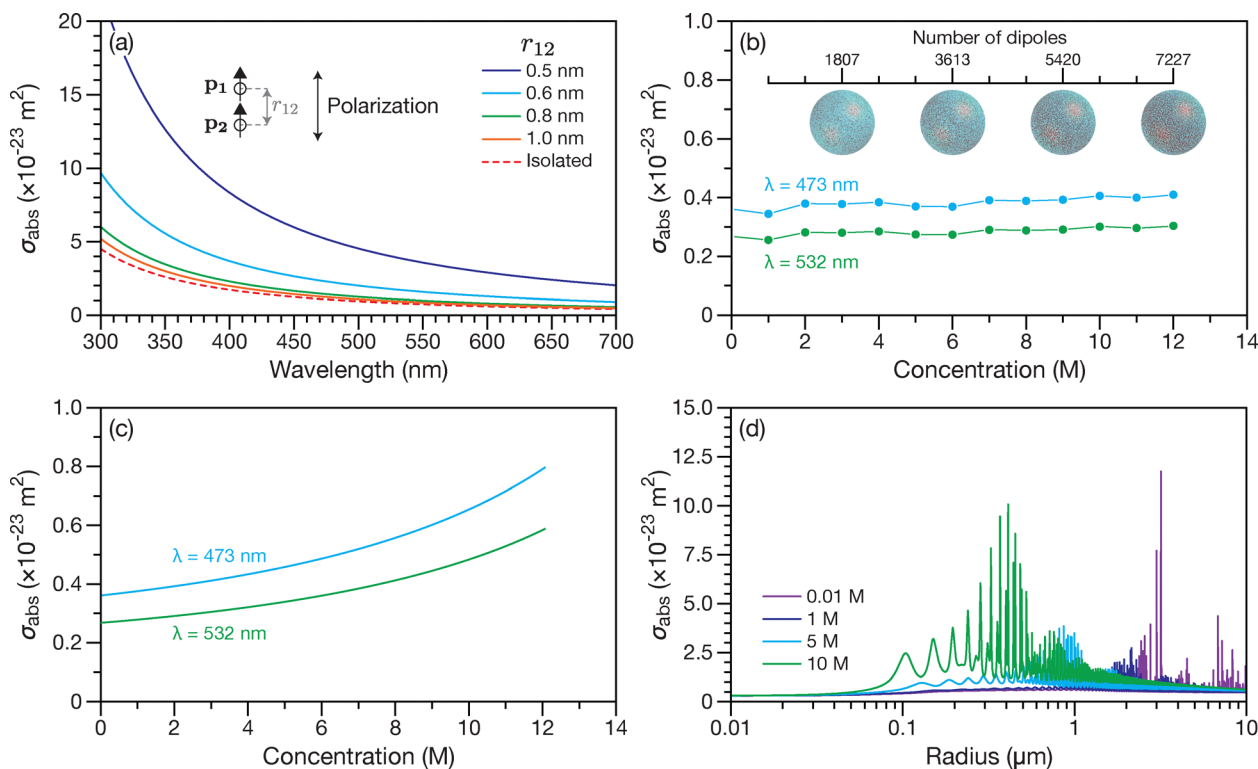 (a)
σabs (×10⁻²³ m²)
20
15
10
5
0
300 350 400 450 500 550 600 650 700
Wavelength (nm)
p1
p2
r12
Polarization
r12
0.5 nm
0.6 nm
0.8 nm
1.0 nm
Isolated
(b)
σabs (×10⁻²³ m²)
1.0
0.8
0.6
0.4
0.2
0
0 2 4 6 8 10 12 14
Concentration (M)
Number of dipoles
1807 3613 5420 7227
λ = 473 nm
λ = 532 nm
(c)
σabs (×10⁻²³ m²)
1.0
0.8
0.6
0.4
0.2
0
0 2 4 6 8 10 12 14
Concentration (M)
λ = 473 nm
λ = 532 nm
(d)
σabs (×10⁻²³ m²)
15.0
12.5
10.0
7.5
5.0
2.5
0
0.01 0.1 1 10
Radius (μm)
0.01 M
1 M
5 M
10 M